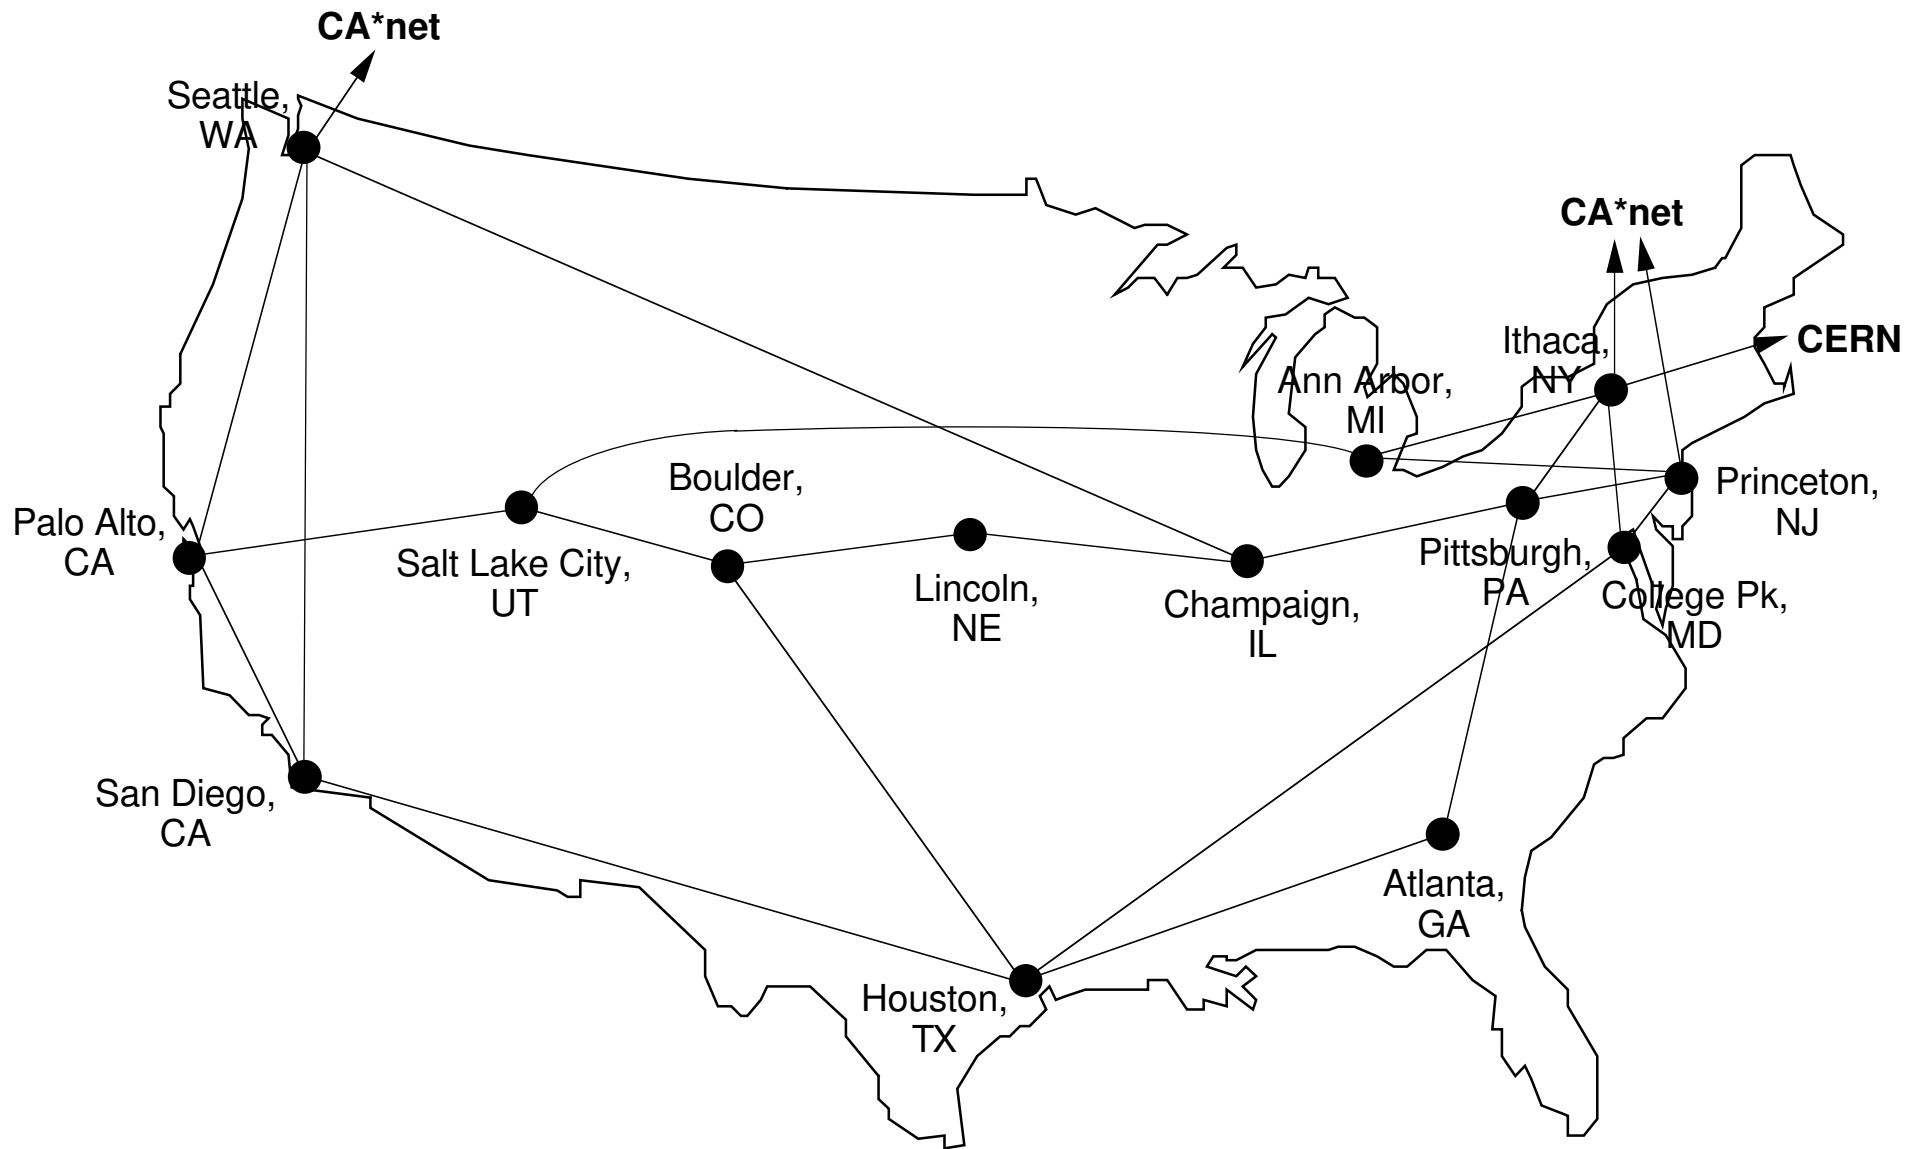 CA*net
Seattle,
WA
CA*net
Ithaca,
NY
CERN
Ann Arbor,
MI
Boulder,
CO
Princeton,
NJ
Palo Alto,
CA
Salt Lake City,
UT
Pittsburgh,
PA
Lincoln,
NE
Champaign,
IL
College Pk,
MD
San Diego,
CA
Atlanta,
GA
Houston,
TX